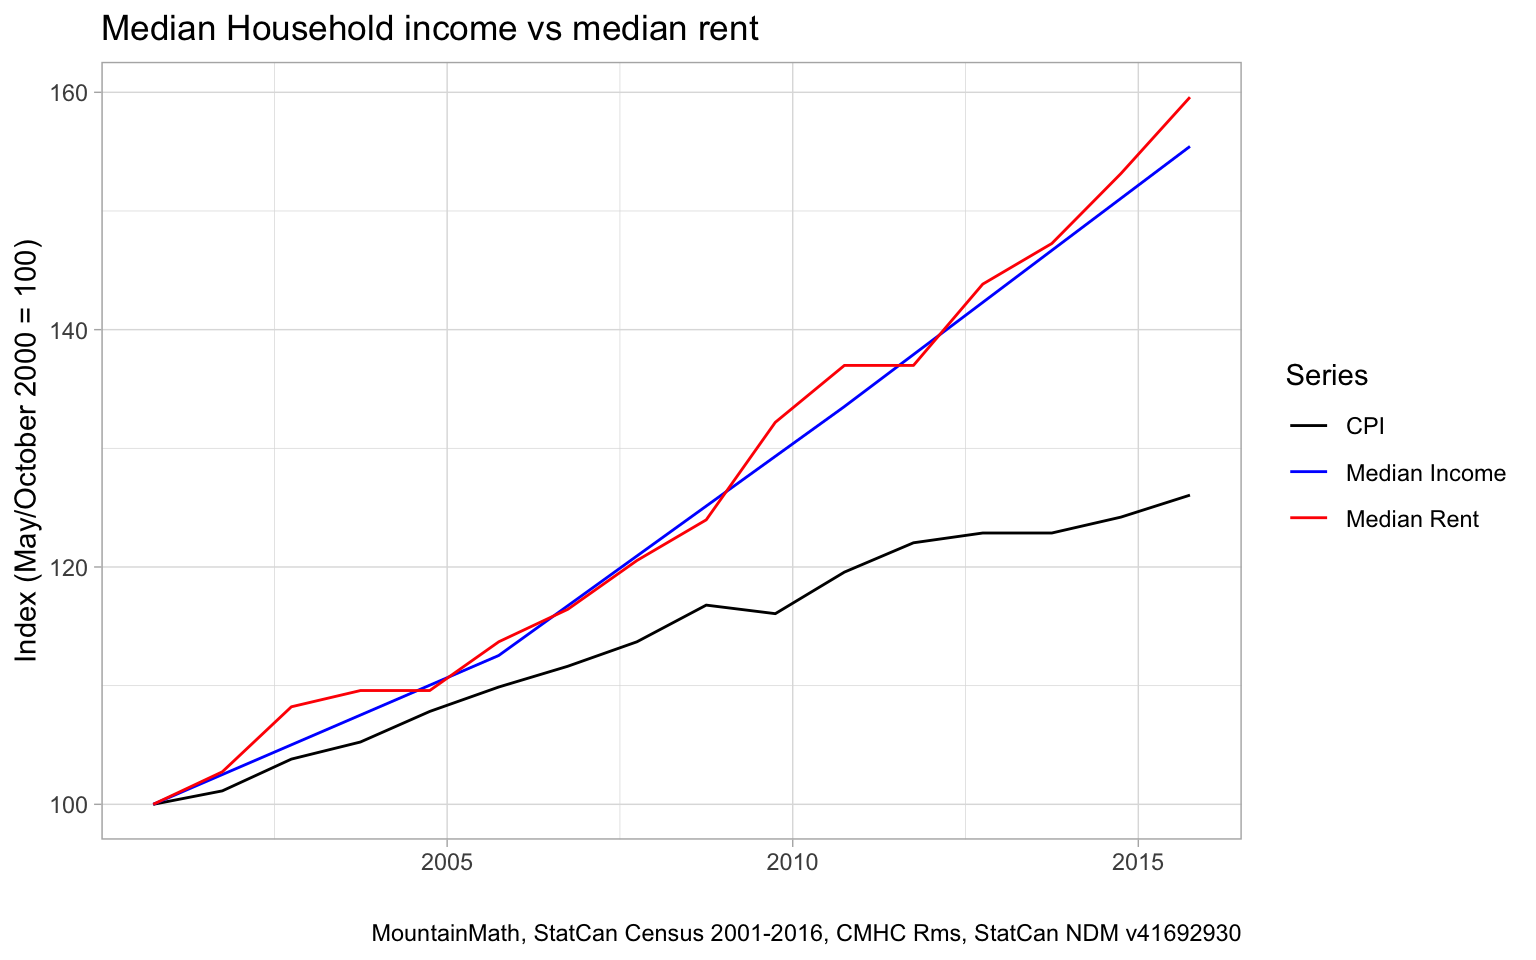 Median Household income vs median rent
Index (May/October 2000 = 100)
160
140
120
100
2005
2010
2015
Series
CPI
Median Income
Median Rent
MountainMath, StatCan Census 2001-2016, CMHC Rms, StatCan NDM v41692930